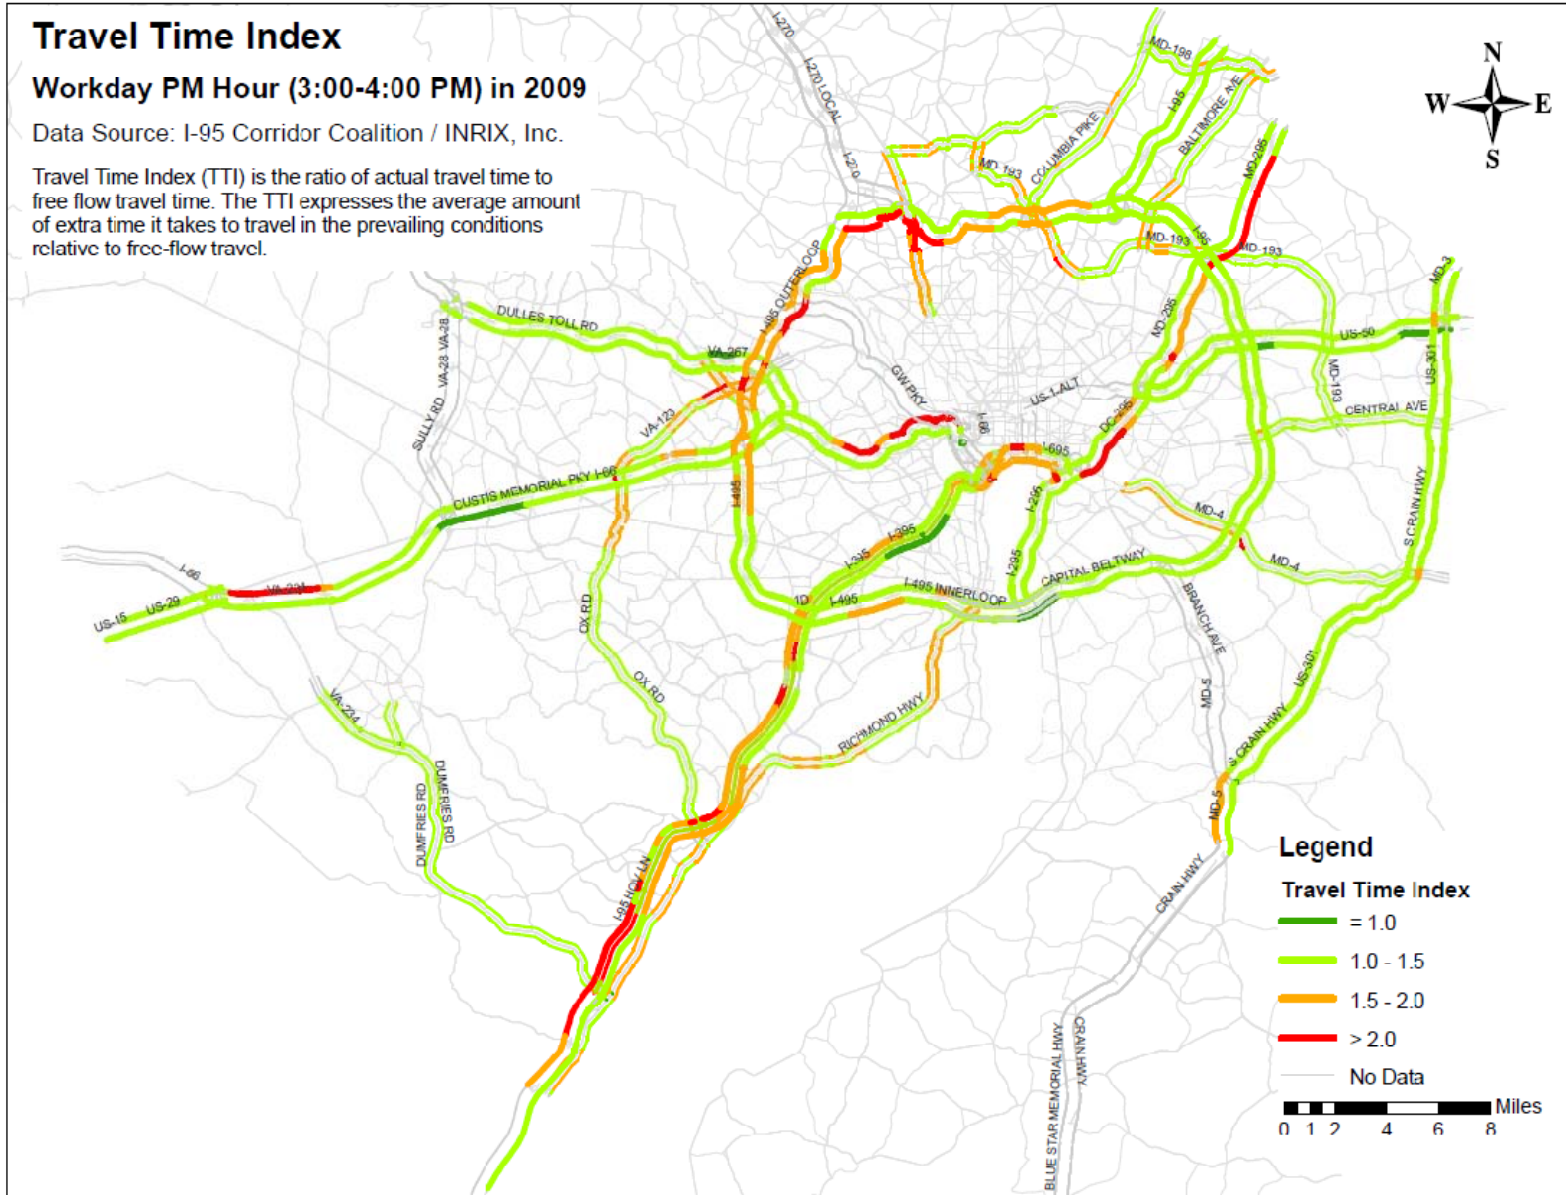 Travel Time Index
Workday PM Hour (3:00-4:00 PM) in 2009
Data Source: I-95 Corridor Coalition / INRIX, Inc.
Travel Time Index (TTI) is the ratio of actual travel time to
free flow travel time. The TTI expresses the average amount
of extra time it takes to travel in the prevailing conditions
relative to free-flow travel.
N
W
E
S
I-270
I-270 LOCAL
I-270
MD-198
I-95
BALTIMORE AVE
COLUMBIA PIKE
MD-193
MD-295
MD-193
I-95
MD-193
MD-3
I-495 OUTERLOOP
DULLES TOLL RD
VA-28
VA-28
VA-267
MD-295
US-50
US-301
MD-193
GW PKY
US-1-ALT
CENTRAL AVE
SULLY RD
VA-123
I-66
I-695
DC-295
CUSTIS MEMORIAL PKY
I-66
I-495
I-295
MD-4
S CRAIN HWY
I-395
I-395
I-295
MD-4
CAPITAL BELTWAY
I-66
VA-234
US-29
US-15
1D
I-495
I-495 INNERLOOP
OX RD
BRANCH AVE
OX RD
US-301
MD-5
VA-234
RICHMOND HWY
S CRAIN HWY
DUMFRIES RD
DUMFRIES RD
MD-5
I-95 HOV LN
CRAIN HWY
BLUE STAR MEMORIAL HWY
CRAIN HWY
Legend
Travel Time Index
= 1.0
1.0 - 1.5
1.5 - 2.0
> 2.0
No Data
Miles
0 1 2 4 6 8